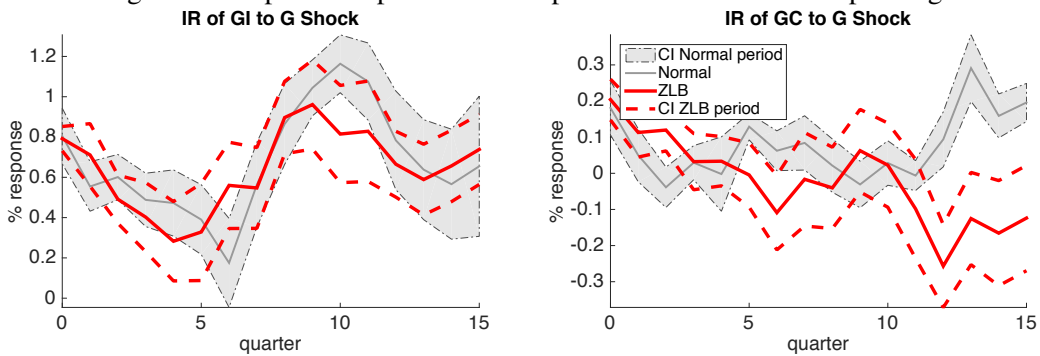 IR of GI to G Shock
% response
1.2
1
0.8
0.6
0.4
0.2
0
0
5
10
15
quarter
IR of GC to G Shock
% response
0.3
0.2
0.1
0
-0.1
-0.2
-0.3
CI Normal period
Normal
ZLB
CI ZLB period
0
5
10
15
quarter